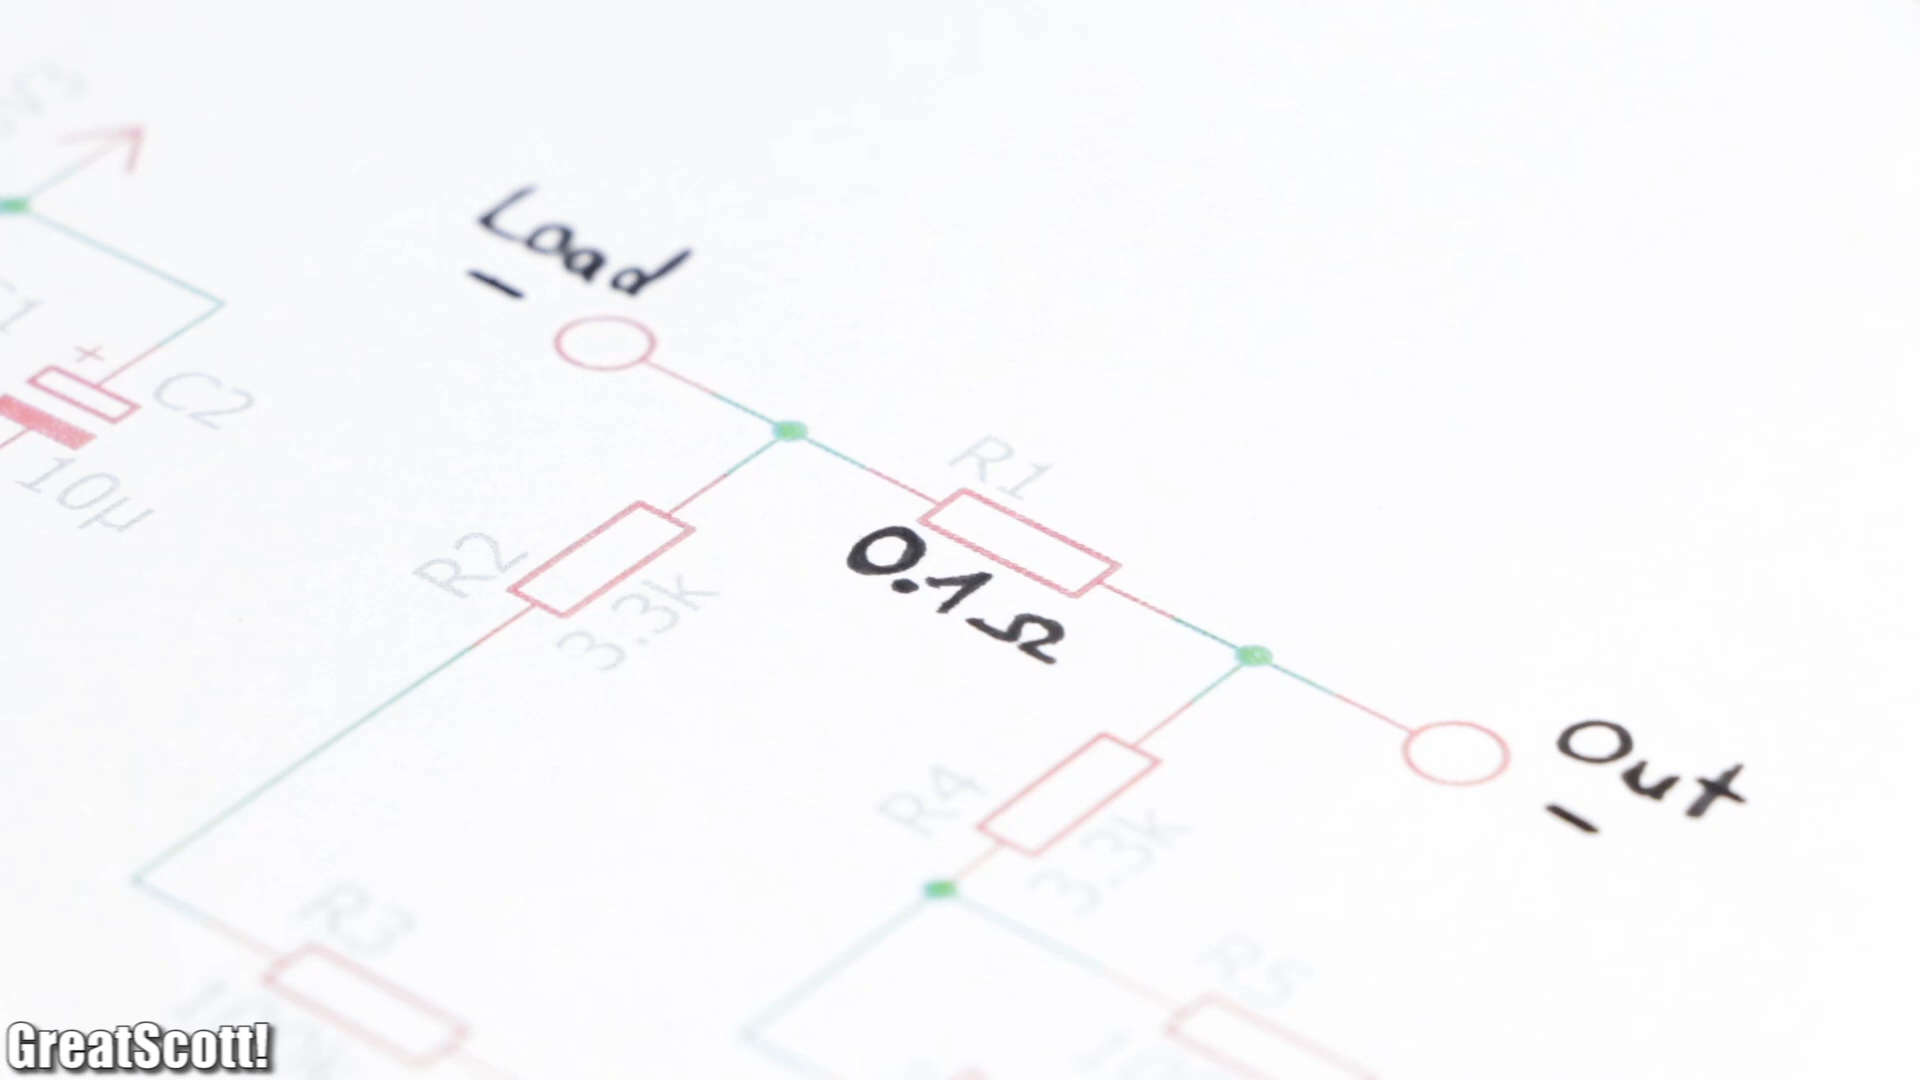 Load
-
C2
+
10µ
R1
0.1Ω
R2
3.3k
Out
-
R4
3.3k
R3
R5
GreatScott!